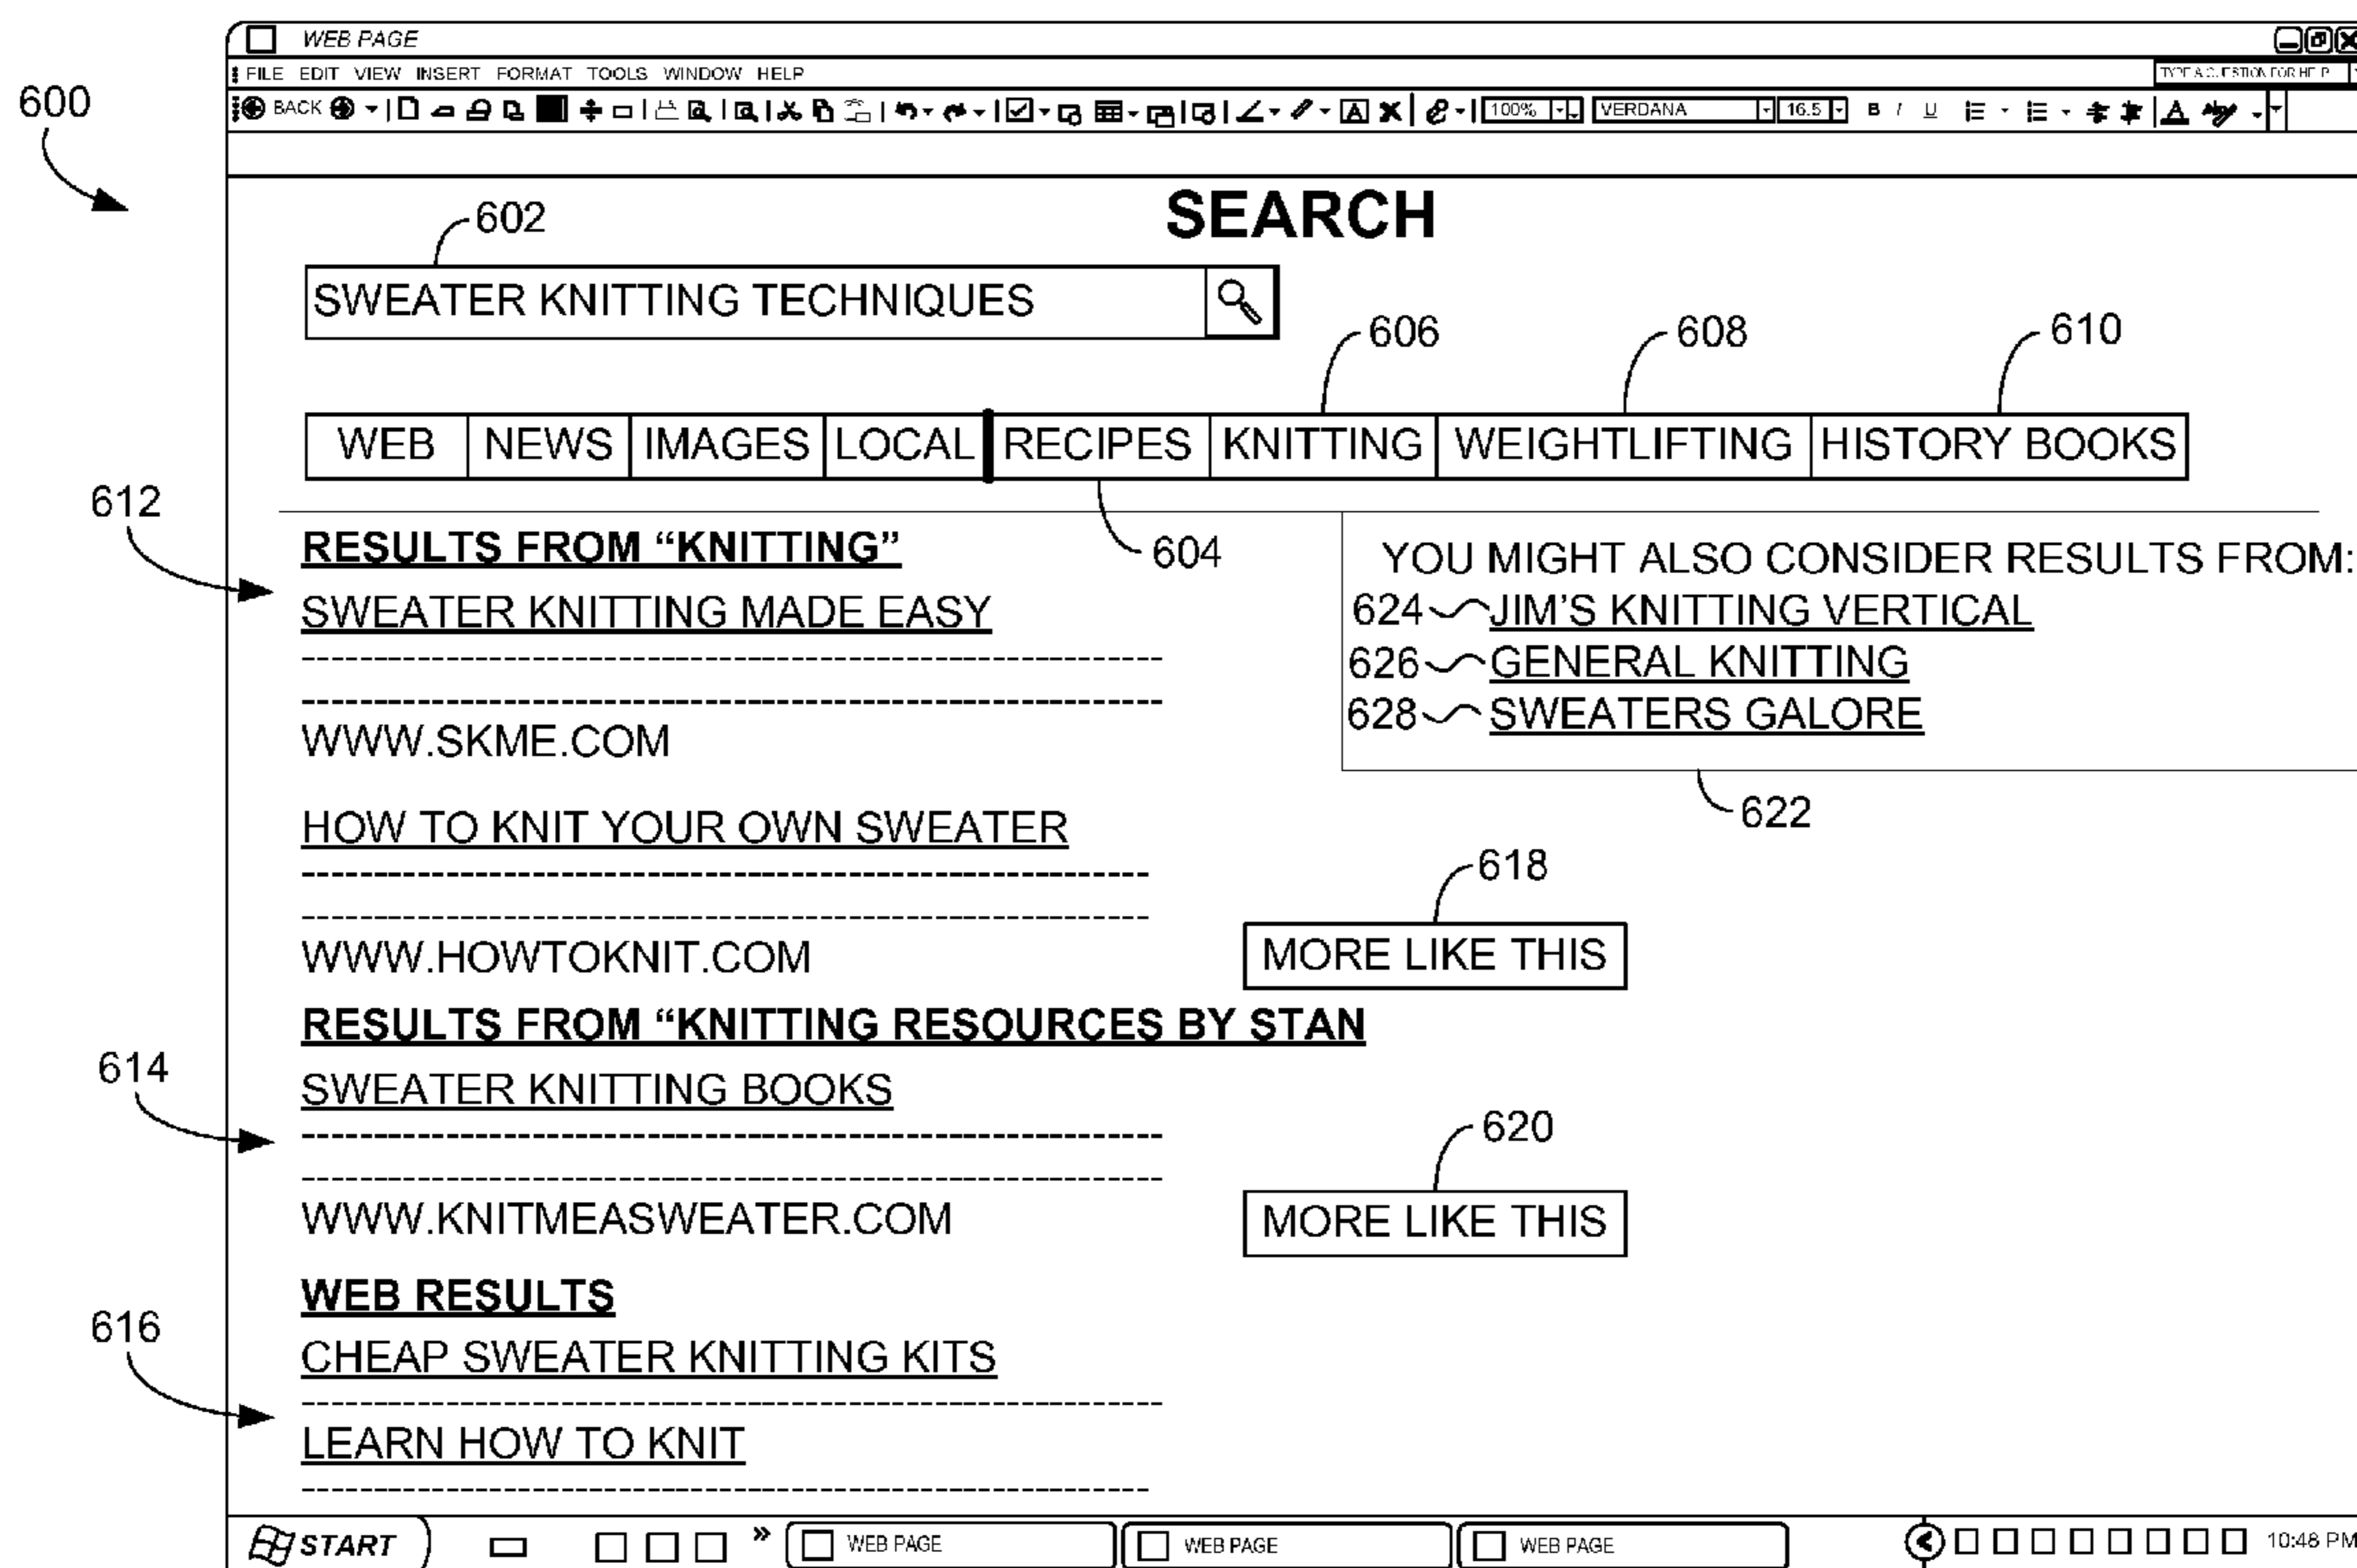 WEB PAGE
FILE EDIT VIEW INSERT FORMAT TOOLS WINDOW HELP
TYPE A QUESTION FOR HELP
600
BACK 100% VERDANA 16.5 B I U A
SEARCH
602
SWEATER KNITTING TECHNIQUES
606 608 610
WEB NEWS IMAGES LOCAL RECIPES KNITTING WEIGHTLIFTING HISTORY BOOKS
612
604
RESULTS FROM “KNITTING”
SWEATER KNITTING MADE EASY
WWW.SKME.COM
YOU MIGHT ALSO CONSIDER RESULTS FROM:
624 JIM'S KNITTING VERTICAL
626 GENERAL KNITTING
628 SWEATERS GALORE
622
HOW TO KNIT YOUR OWN SWEATER
WWW.HOWTOKNIT.COM
618
MORE LIKE THIS
RESULTS FROM “KNITTING RESOURCES BY STAN
614
SWEATER KNITTING BOOKS
WWW.KNITMEASWEATER.COM
620
MORE LIKE THIS
WEB RESULTS
616
CHEAP SWEATER KNITTING KITS
LEARN HOW TO KNIT
START » WEB PAGE WEB PAGE WEB PAGE 10:48 PM